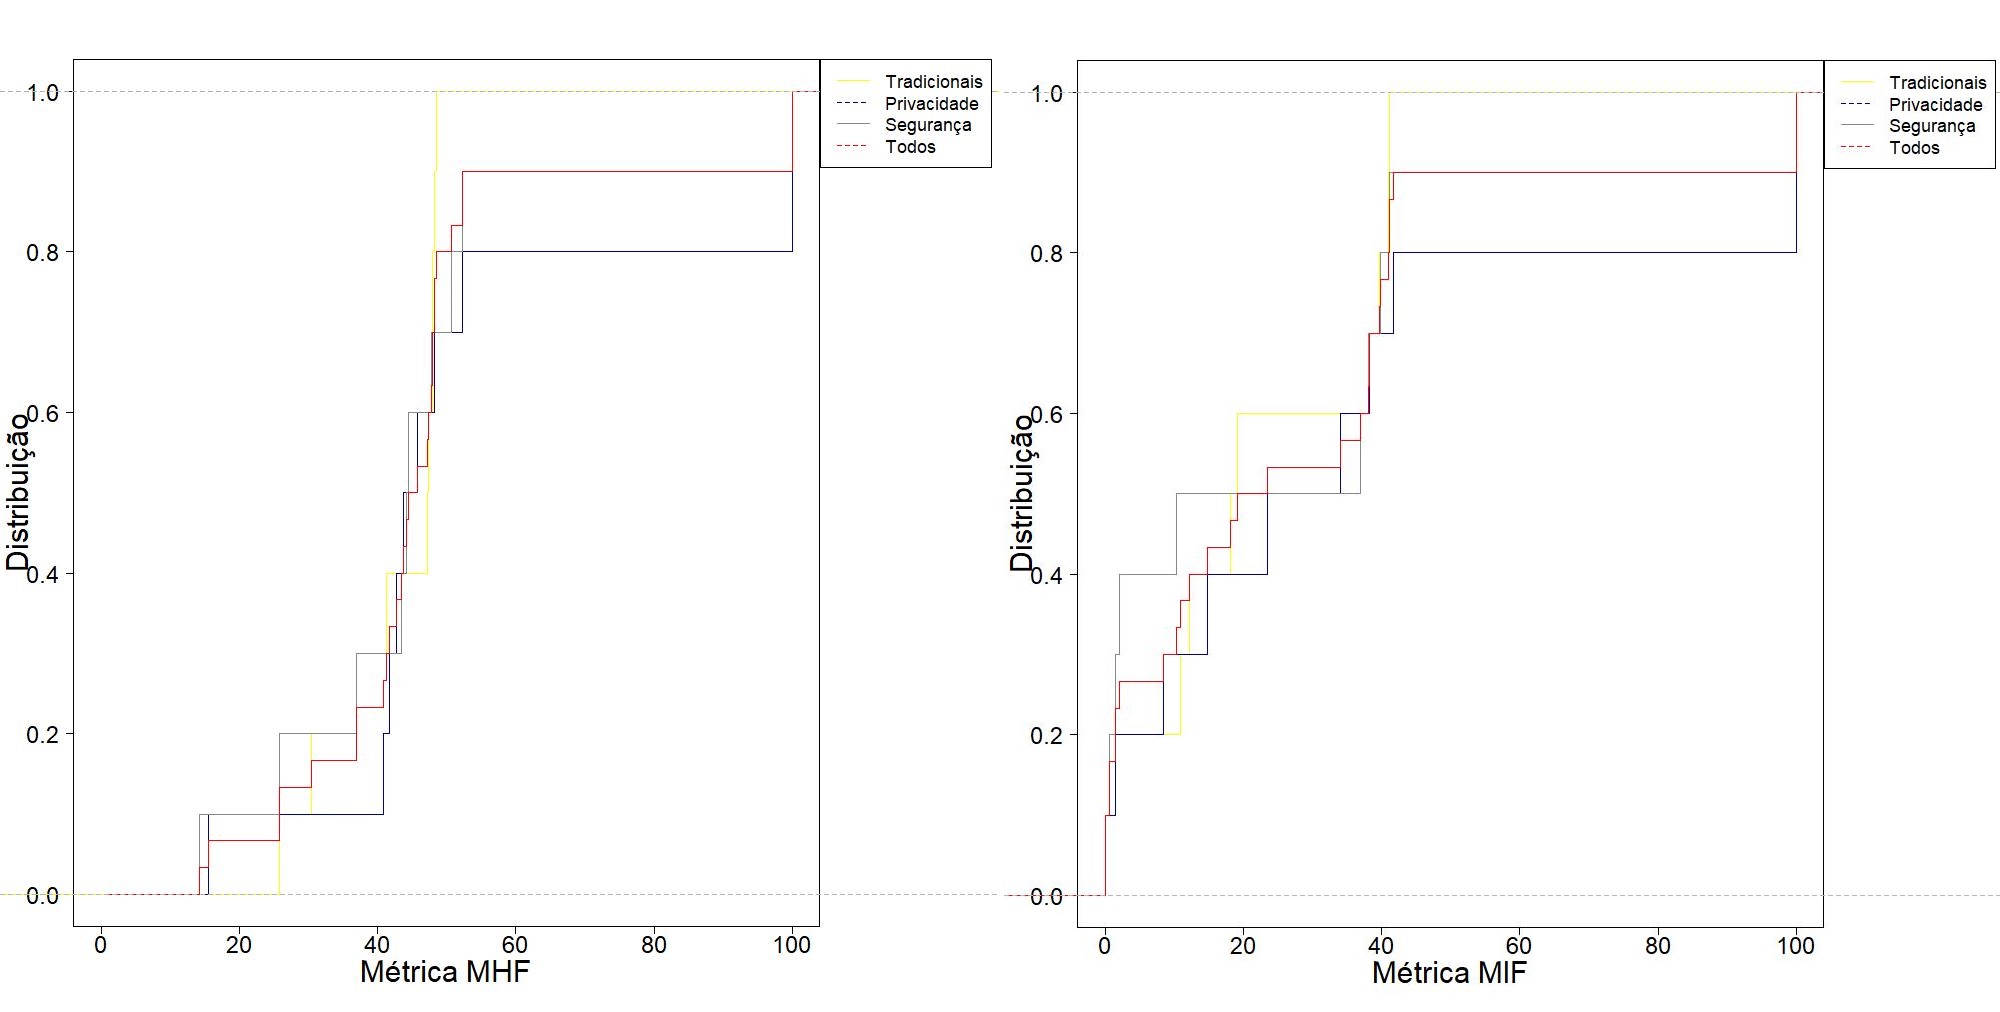 1.0
0.8
0.6
0.4
0.2
0.0
Distribuição
0 20 40 60 80 100
Métrica MHF
Tradicionais
Privacidade
Segurança
Todos
1.0
0.8
0.6
0.4
0.2
0.0
Distribuição
0 20 40 60 80 100
Métrica MIF
Tradicionais
Privacidade
Segurança
Todos